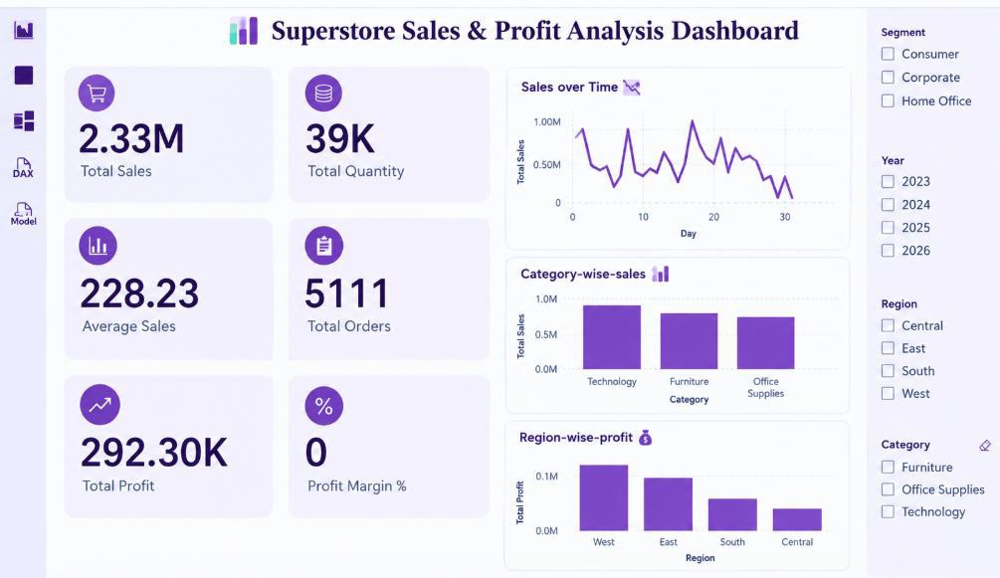 Superstore Sales & Profit Analysis Dashboard
DAX
Model
2.33M
Total Sales
39K
Total Quantity
228.23
Average Sales
5111
Total Orders
292.30K
Total Profit
%
0
Profit Margin %
Sales over Time
Total Sales
1.00M
0.50M
0
0 10 20 30
Day
Category-wise-sales
Total Sales
1.0M
0.5M
0.0M
Technology Furniture Office Supplies
Category
Region-wise-profit
$
Total Profit
0.1M
0.0M
West East South Central
Region
Segment
Consumer
Corporate
Home Office
Year
2023
2024
2025
2026
Region
Central
East
South
West
Category
Furniture
Office Supplies
Technology